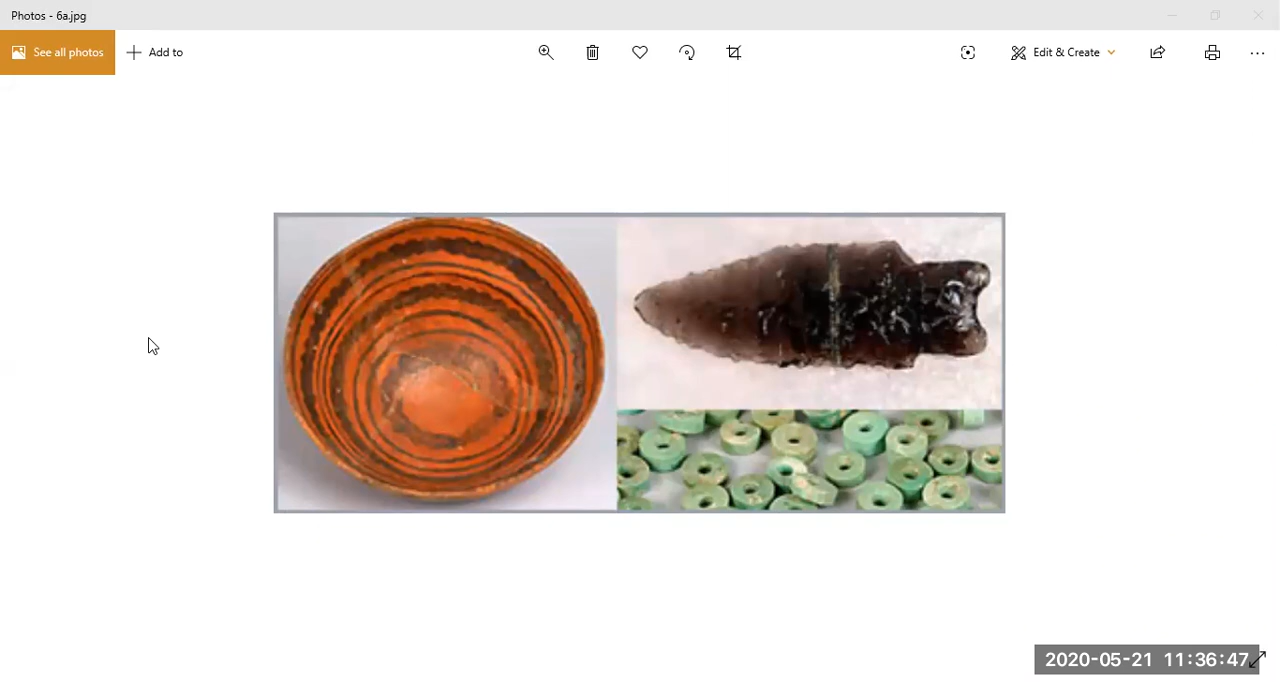 Photos - 6a.jpg
See all photos
Add to
Edit & Create
2020-05-21 11:36:47